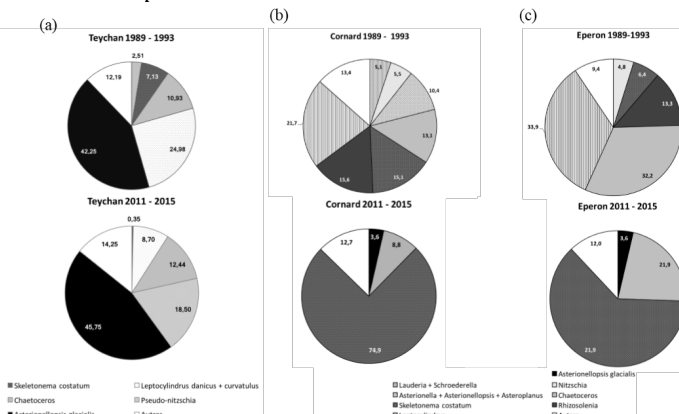 (a)
Teychan 1989 - 1993
2,51
7,13
10,93
24,98
42,25
12,19
Teychan 2011 - 2015
0,35
8,70
12,44
18,50
45,75
14,25
Skeletonema costatum
Leptocylindrus danicus + curvatulus
Chaetoceros
Pseudo-nitzschia
(b)
Cornard 1989 - 1993
5,1
5,5
10,4
13,1
15,1
15,6
21,7
13,4
Cornard 2011 - 2015
3,6
8,8
74,9
12,7
Lauderia + Schroederella
Asterionella + Asterionellopsis + Asteroplanus
Skeletonema costatum
(c)
Eperon 1989-1993
4,8
6,4
13,3
32,2
33,9
9,4
Eperon 2011 - 2015
3,6
21,9
21,9
12,0
Asterionellopsis glacialis
Nitzschia
Chaetoceros
Rhizosolenia